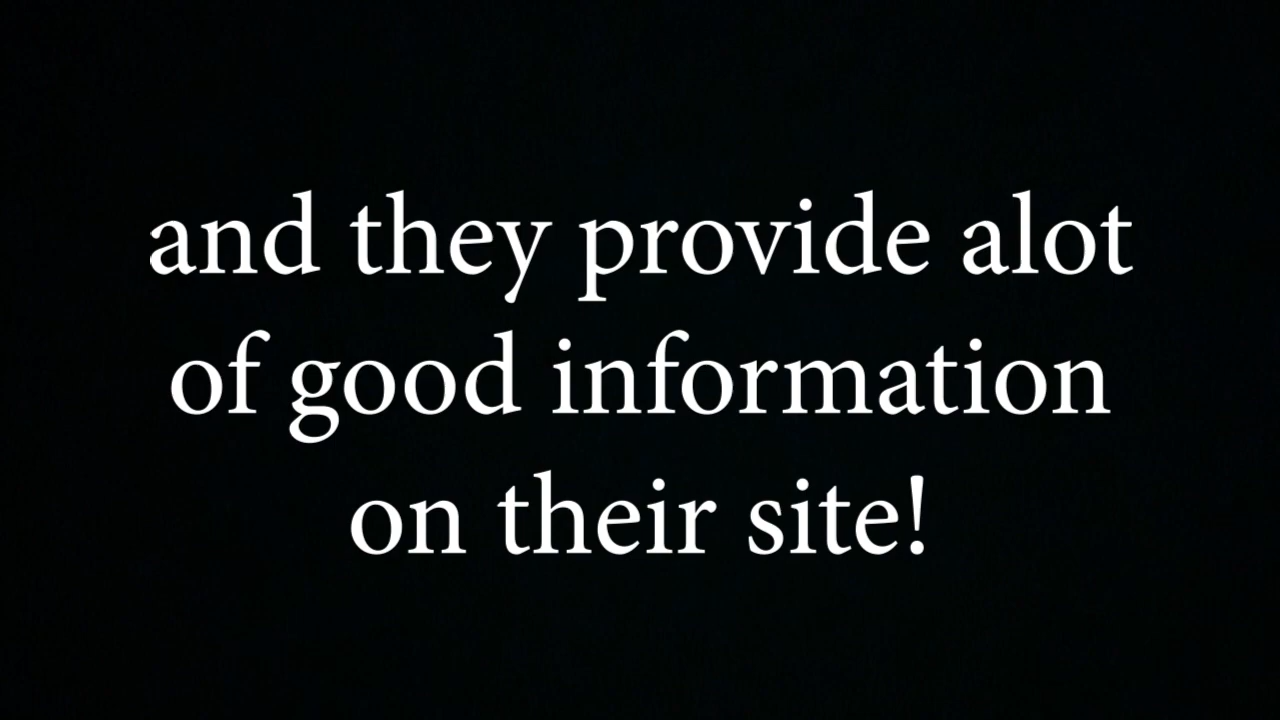 and they provide alot
of good information
on their site!